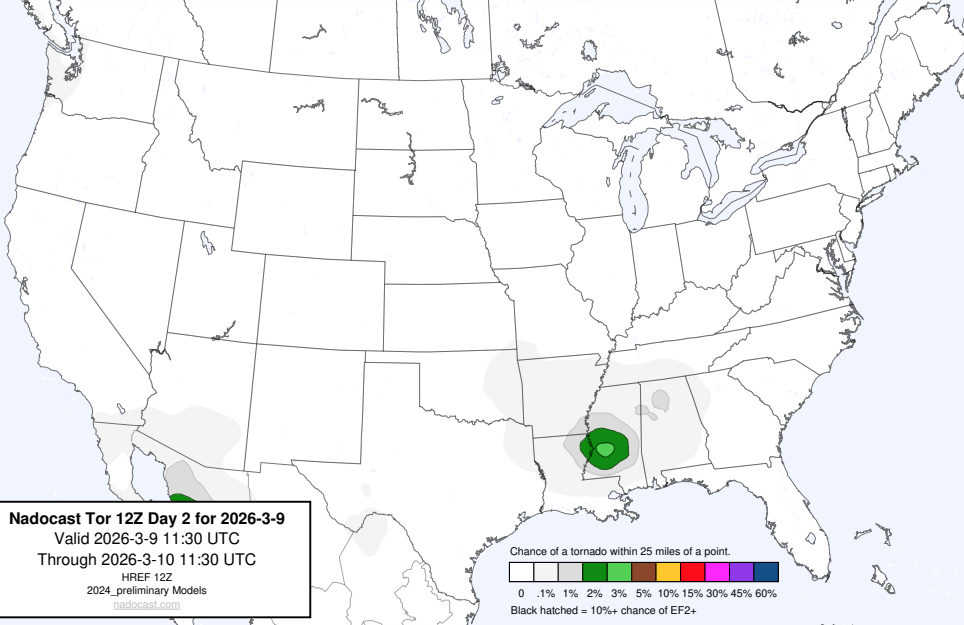 Nadocast Tor 12Z Day 2 for 2026-3-9
Valid 2026-3-9 11:30 UTC
Through 2026-3-10 11:30 UTC
HREF 12Z
2024_preliminary Models
nadocast.com
Chance of a tornado within 25 miles of a point.
0 .1% 1% 2% 3% 5% 10% 15% 30% 45% 60%
Black hatched = 10%+ chance of EF2+